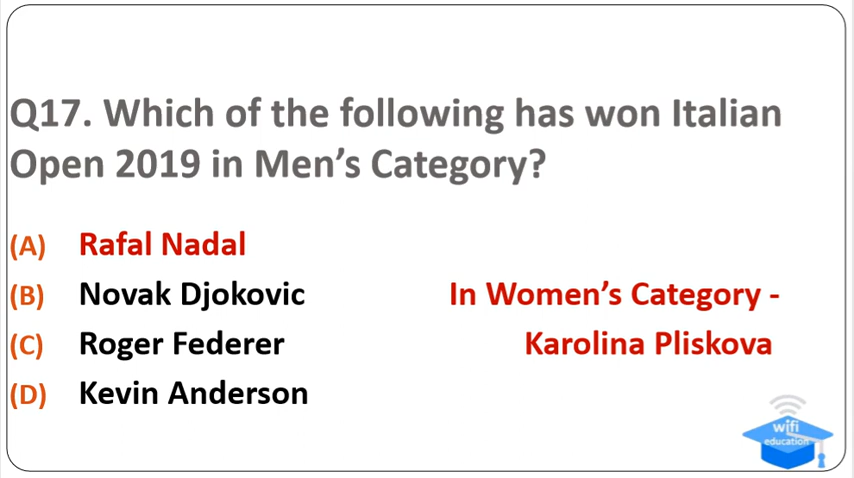 Q17. Which of the following has won Italian
Open 2019 in Men’s Category?
(A) Rafal Nadal
(B) Novak Djokovic
(C) Roger Federer
(D) Kevin Anderson
In Women’s Category -
Karolina Pliskova
wifi
education